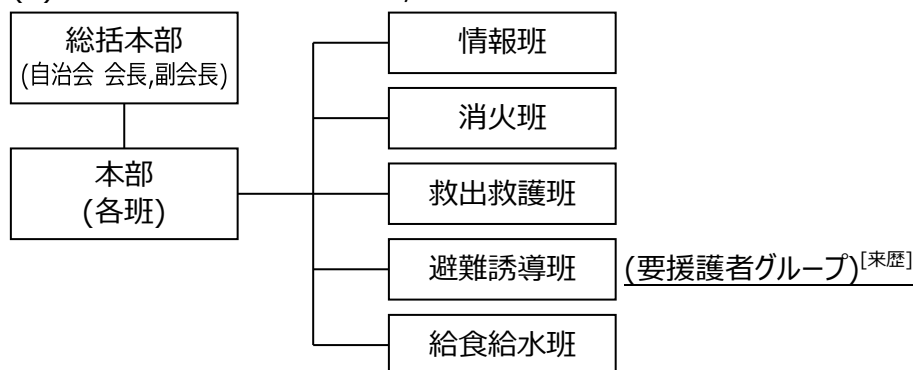 総括本部
(自治会 会長,副会長)
本部
(各班)
情報班
消火班
救出救護班
避難誘導班 (要援護者グループ)[来歴]
給食給水班